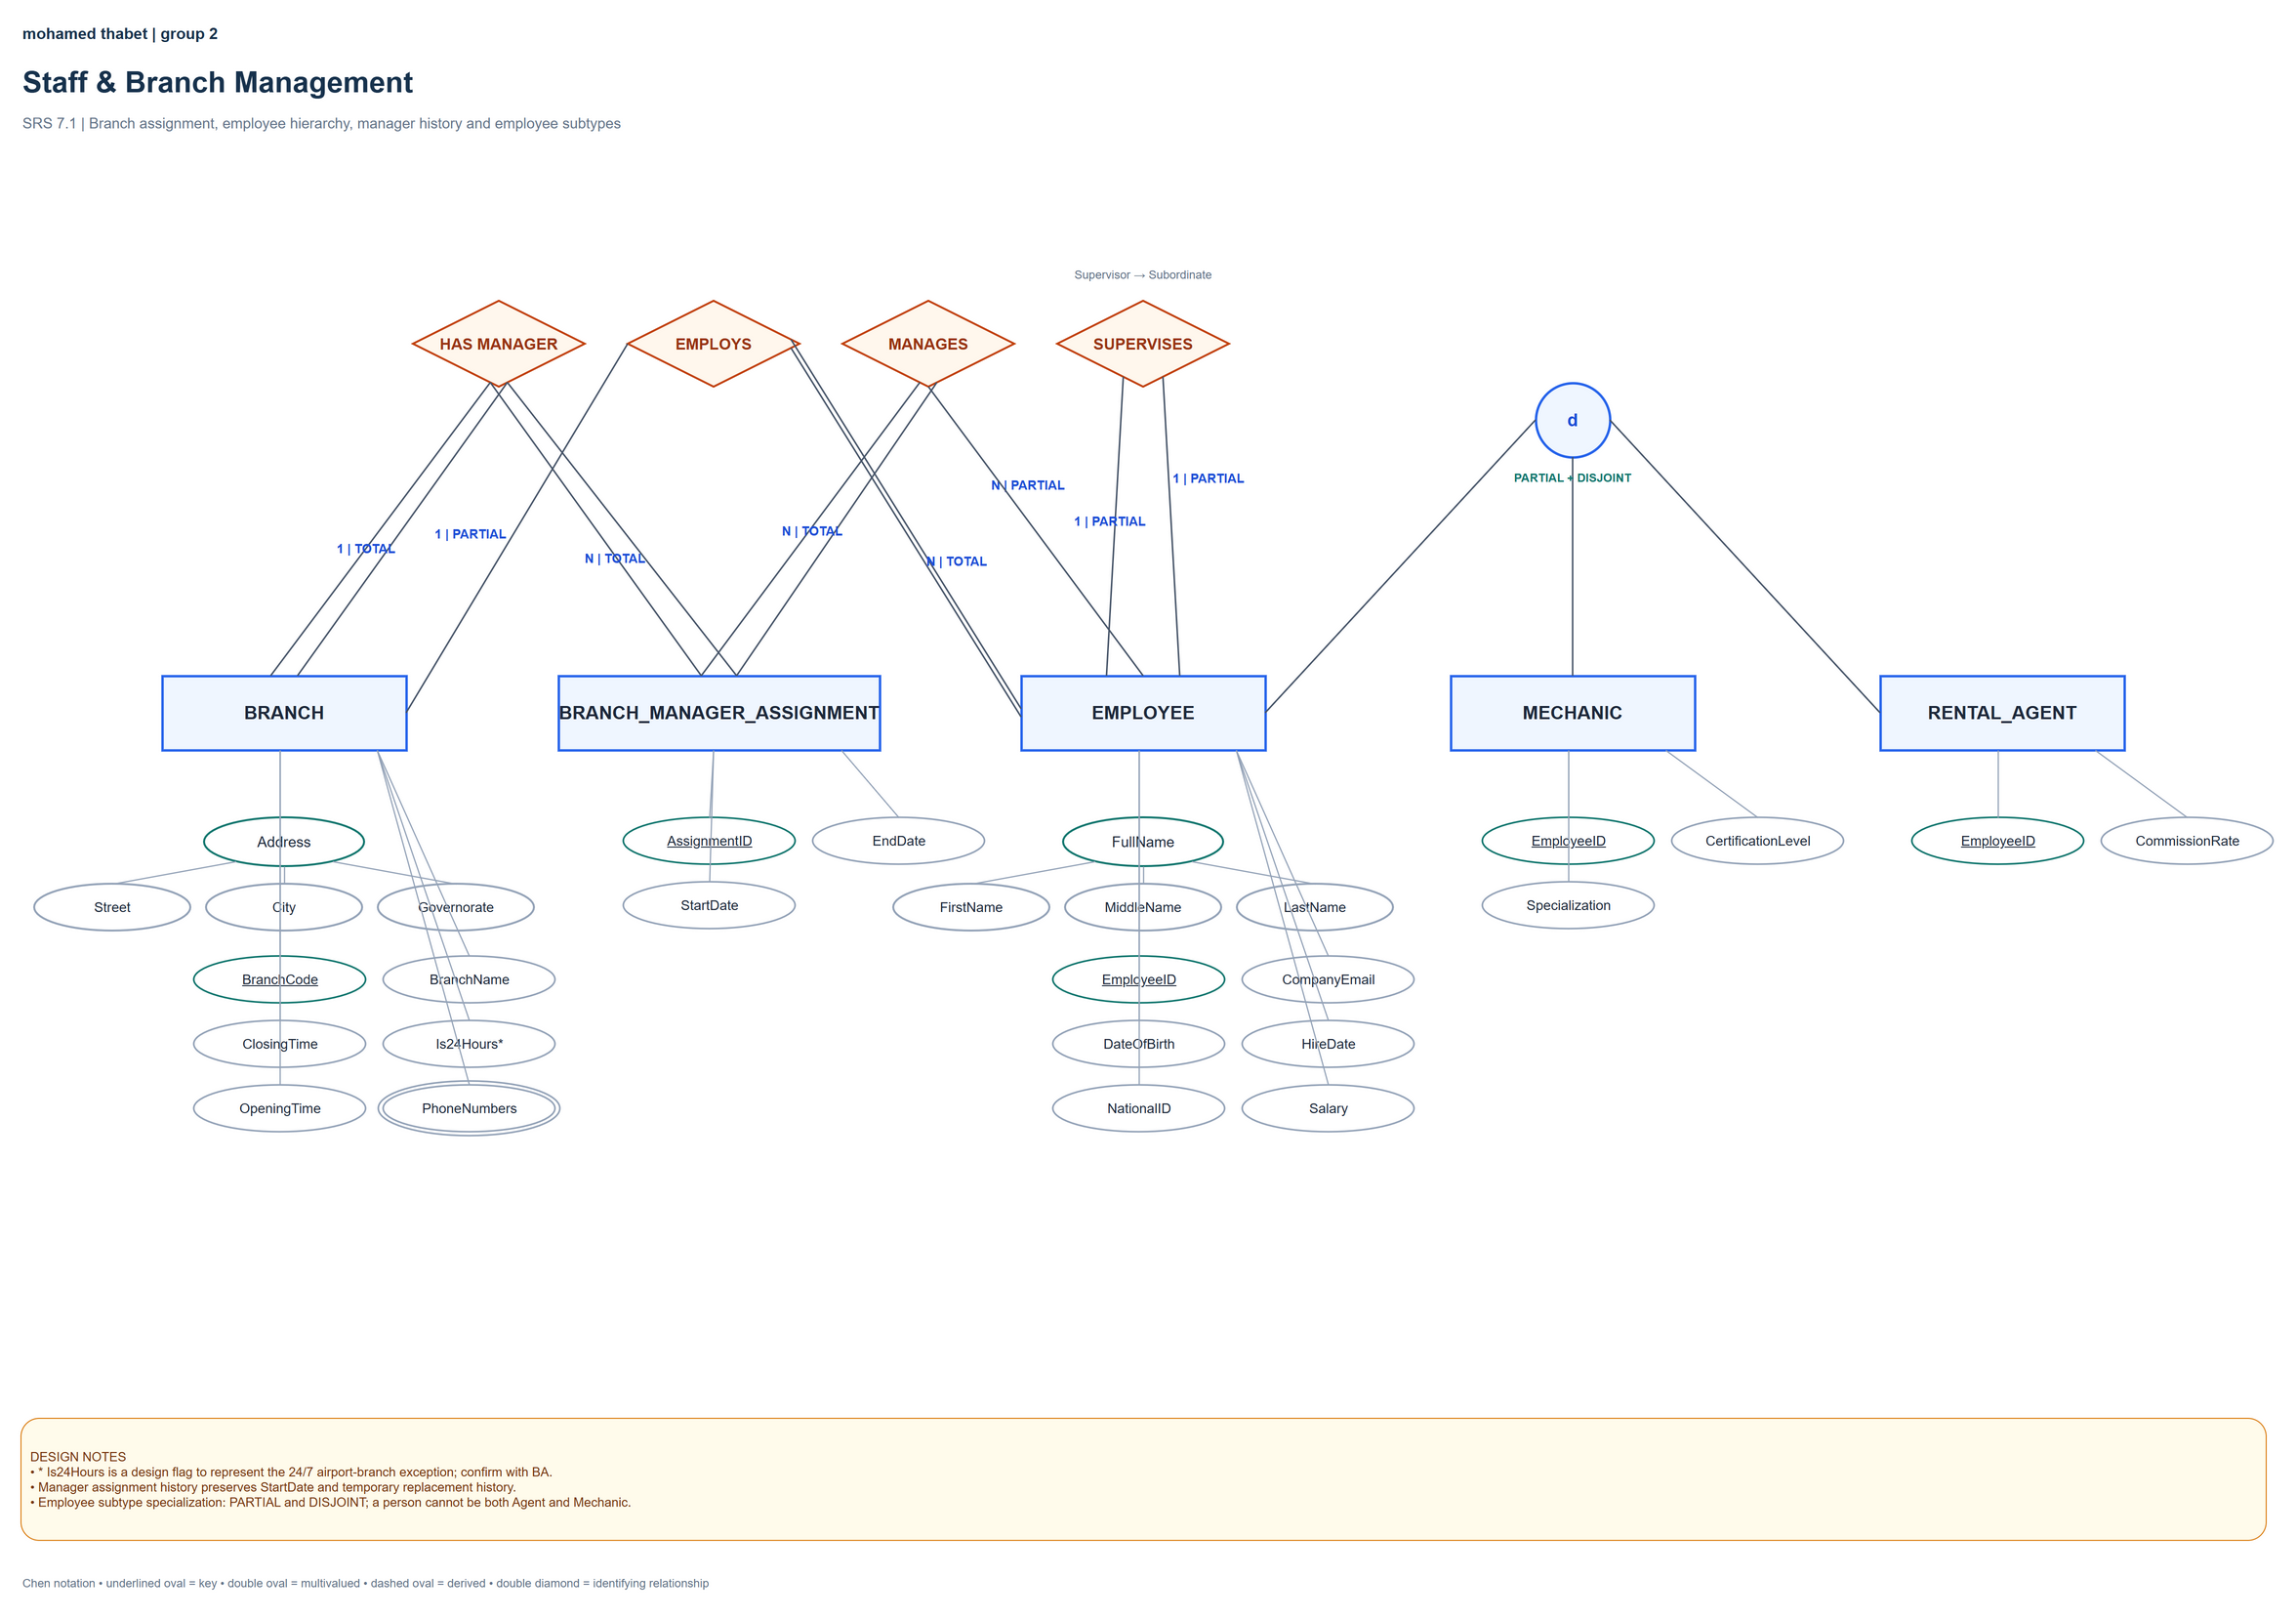 mohamed thabet | group 2
Staff & Branch Management
SRS 7.1 | Branch assignment, employee hierarchy, manager history and employee subtypes
Supervisor → Subordinate
HAS MANAGER
EMPLOYS
MANAGES
SUPERVISES
d
PARTIAL + DISJOINT
1 | PARTIAL
N | PARTIAL
1 | PARTIAL
N | TOTAL
1 | PARTIAL
1 | TOTAL
N | TOTAL
N | TOTAL
BRANCH
BRANCH_MANAGER_ASSIGNMENT
EMPLOYEE
MECHANIC
RENTAL_AGENT
Address
AssignmentID
EndDate
FullName
EmployeeID
CertificationLevel
EmployeeID
CommissionRate
Street
City
Governorate
StartDate
FirstName
MiddleName
LastName
Specialization
BranchCode
BranchName
EmployeeID
CompanyEmail
ClosingTime
Is24Hours*
DateOfBirth
HireDate
OpeningTime
PhoneNumbers
NationalID
Salary
DESIGN NOTES
• * Is24Hours is a design flag to represent the 24/7 airport-branch exception; confirm with BA.
• Manager assignment history preserves StartDate and temporary replacement history.
• Employee subtype specialization: PARTIAL and DISJOINT; a person cannot be both Agent and Mechanic.
Chen notation • underlined oval = key • double oval = multivalued • dashed oval = derived • double diamond = identifying relationship